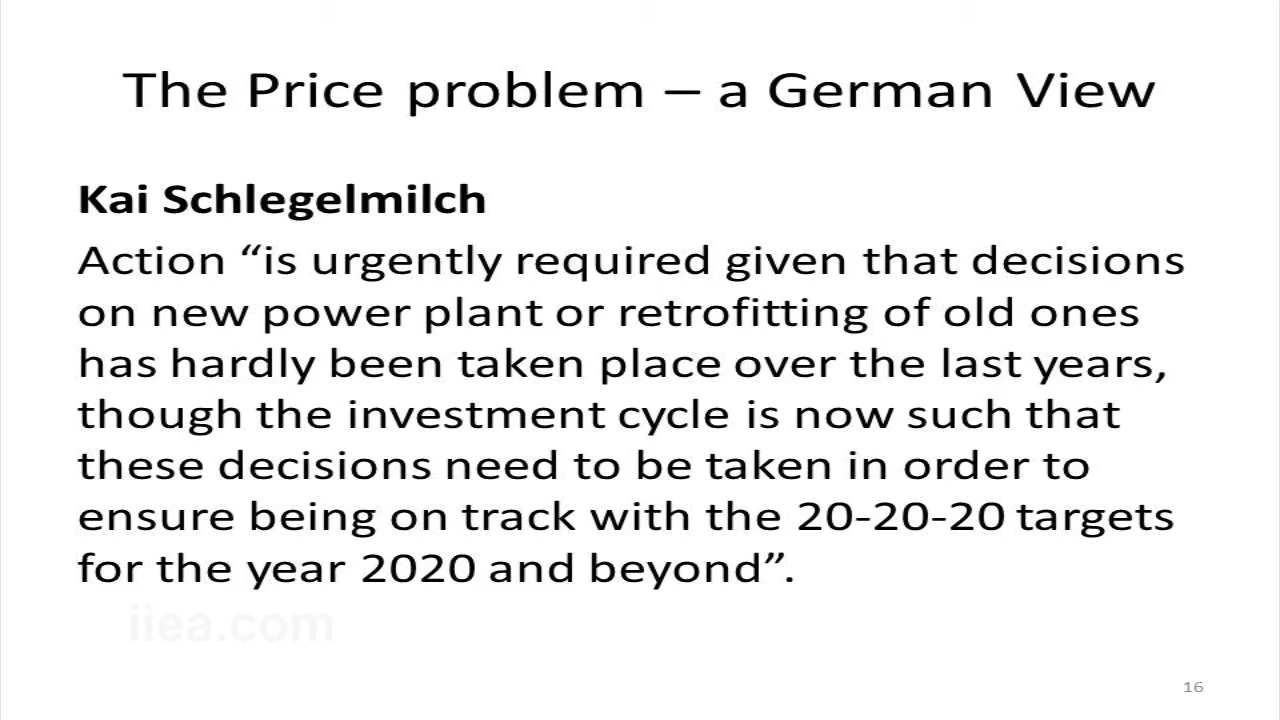 The Price problem – a German View
Kai Schlegelmilch
Action “is urgently required given that decisions
on new power plant or retrofitting of old ones
has hardly been taken place over the last years,
though the investment cycle is now such that
these decisions need to be taken in order to
ensure being on track with the 20-20-20 targets
for the year 2020 and beyond”.
iiea.com
16